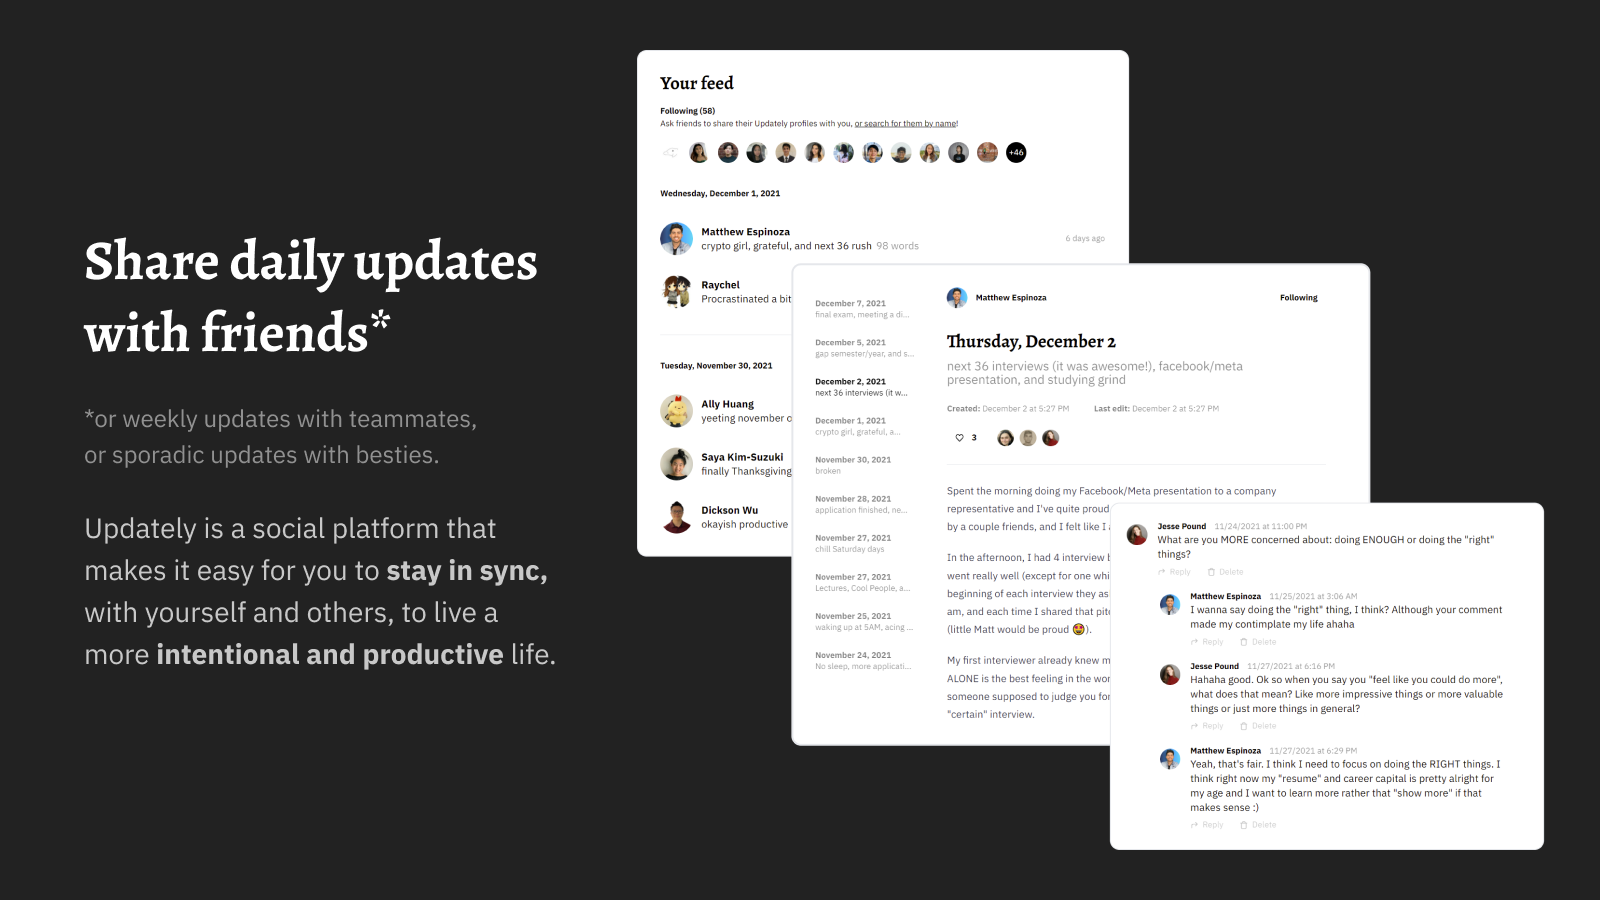 Share daily updates
with friends*
*or weekly updates with teammates,
or sporadic updates with besties.
Updately is a social platform that
makes it easy for you to stay in sync,
with yourself and others, to live a
more intentional and productive life.
Your feed
Following (58)
Ask friends to share their Updately profiles with you, or search for them by name!
+46
Wednesday, December 1, 2021
Matthew Espinoza
crypto girl, grateful, and next 36 rush 98 words
6 days ago
Raychel
Procrastinated a bit
Tuesday, November 30, 2021
Ally Huang
yeeting november o
Saya Kim-Suzuki
finally Thanksgiving
Dickson Wu
okayish productive
December 7, 2021
final exam, meeting a di...
December 5, 2021
gap semester/year, and s...
December 2, 2021
next 36 interviews (it w...
December 1, 2021
crypto girl, grateful, a...
November 30, 2021
broken
November 28, 2021
application finished, ne...
November 27, 2021
chill Saturday days
November 27, 2021
Lectures, Cool People, a...
November 25, 2021
waking up at 5AM, acing ...
November 24, 2021
No sleep, more applicati...
Matthew Espinoza
Following
Thursday, December 2
next 36 interviews (it was awesome!), facebook/meta
presentation, and studying grind
Created: December 2 at 5:27 PM Last edit: December 2 at 5:27 PM
3
Spent the morning doing my Facebook/Meta presentation to a company
representative and I've quite proud
by a couple friends, and I felt like I
In the afternoon, I had 4 interview
went really well (except for one whi
beginning of each interview they as
am, and each time I shared that pit
(little Matt would be proud 😍).
My first interviewer already knew m
ALONE is the best feeling in the wor
someone supposed to judge you for
"certain" interview.
Jesse Pound 11/24/2021 at 11:00 PM
What are you MORE concerned about: doing ENOUGH or doing the "right"
things?
Reply Delete
Matthew Espinoza 11/25/2021 at 3:06 AM
I wanna say doing the "right" thing, I think? Although your comment
made my contimplate my life ahaha
Reply Delete
Jesse Pound 11/27/2021 at 6:16 PM
Hahaha good. Ok so when you say you "feel like you could do more",
what does that mean? Like more impressive things or more valuable
things or just more things in general?
Reply Delete
Matthew Espinoza 11/27/2021 at 6:29 PM
Yeah, that's fair. I think I need to focus on doing the RIGHT things. I
think right now my "resume" and career capital is pretty alright for
my age and I want to learn more rather that "show more" if that
makes sense :)
Reply Delete